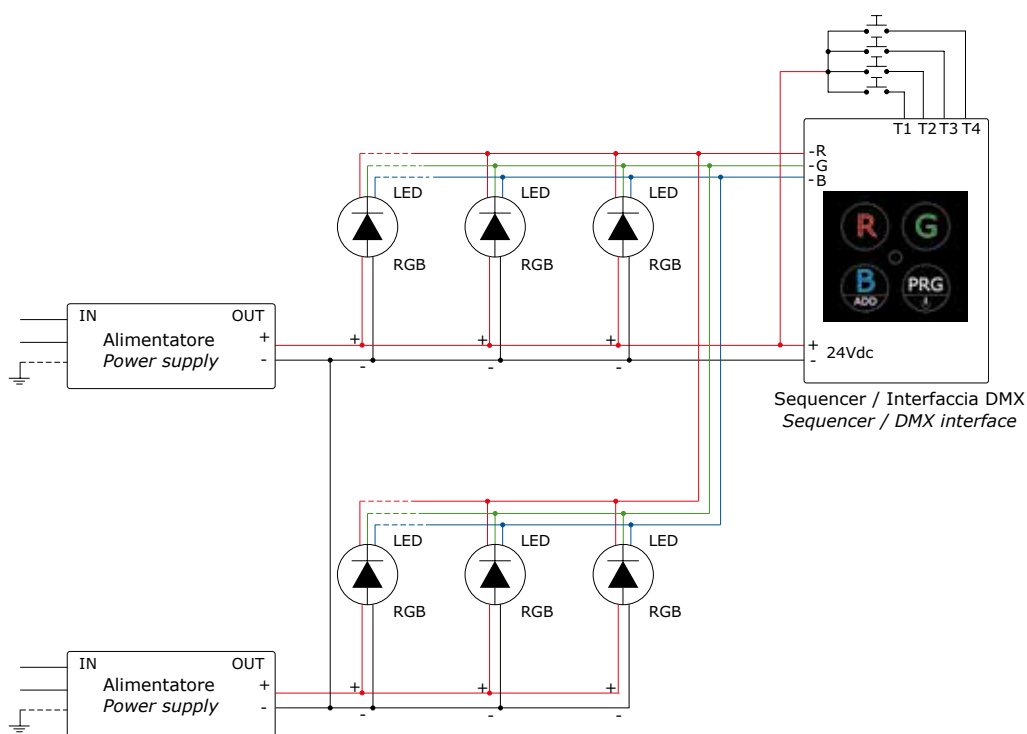 T1 T2 T3 T4
-R
-G
-B
LED LED LED
RGB RGB RGB
R G
B ADD PRG
IN OUT
Alimentatore
Power supply
+
-
+ + +
- - -
+ 24Vdc
-
Sequencer / Interfaccia DMX
Sequencer / DMX interface
LED LED LED
RGB RGB RGB
IN OUT
Alimentatore
Power supply
+
-
+ + +
- - -